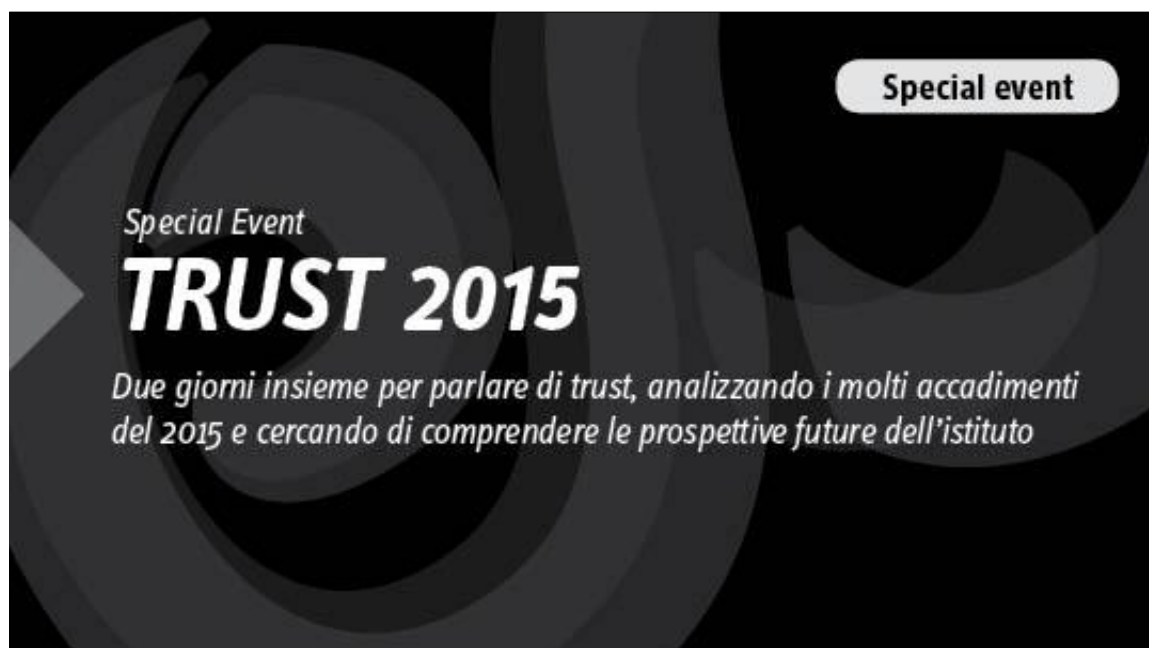 Special event
Special Event
TRUST 2015
Due giorni insieme per parlare di trust, analizzando i molti accadimenti
del 2015 e cercando di comprendere le prospettive future dell'istituto